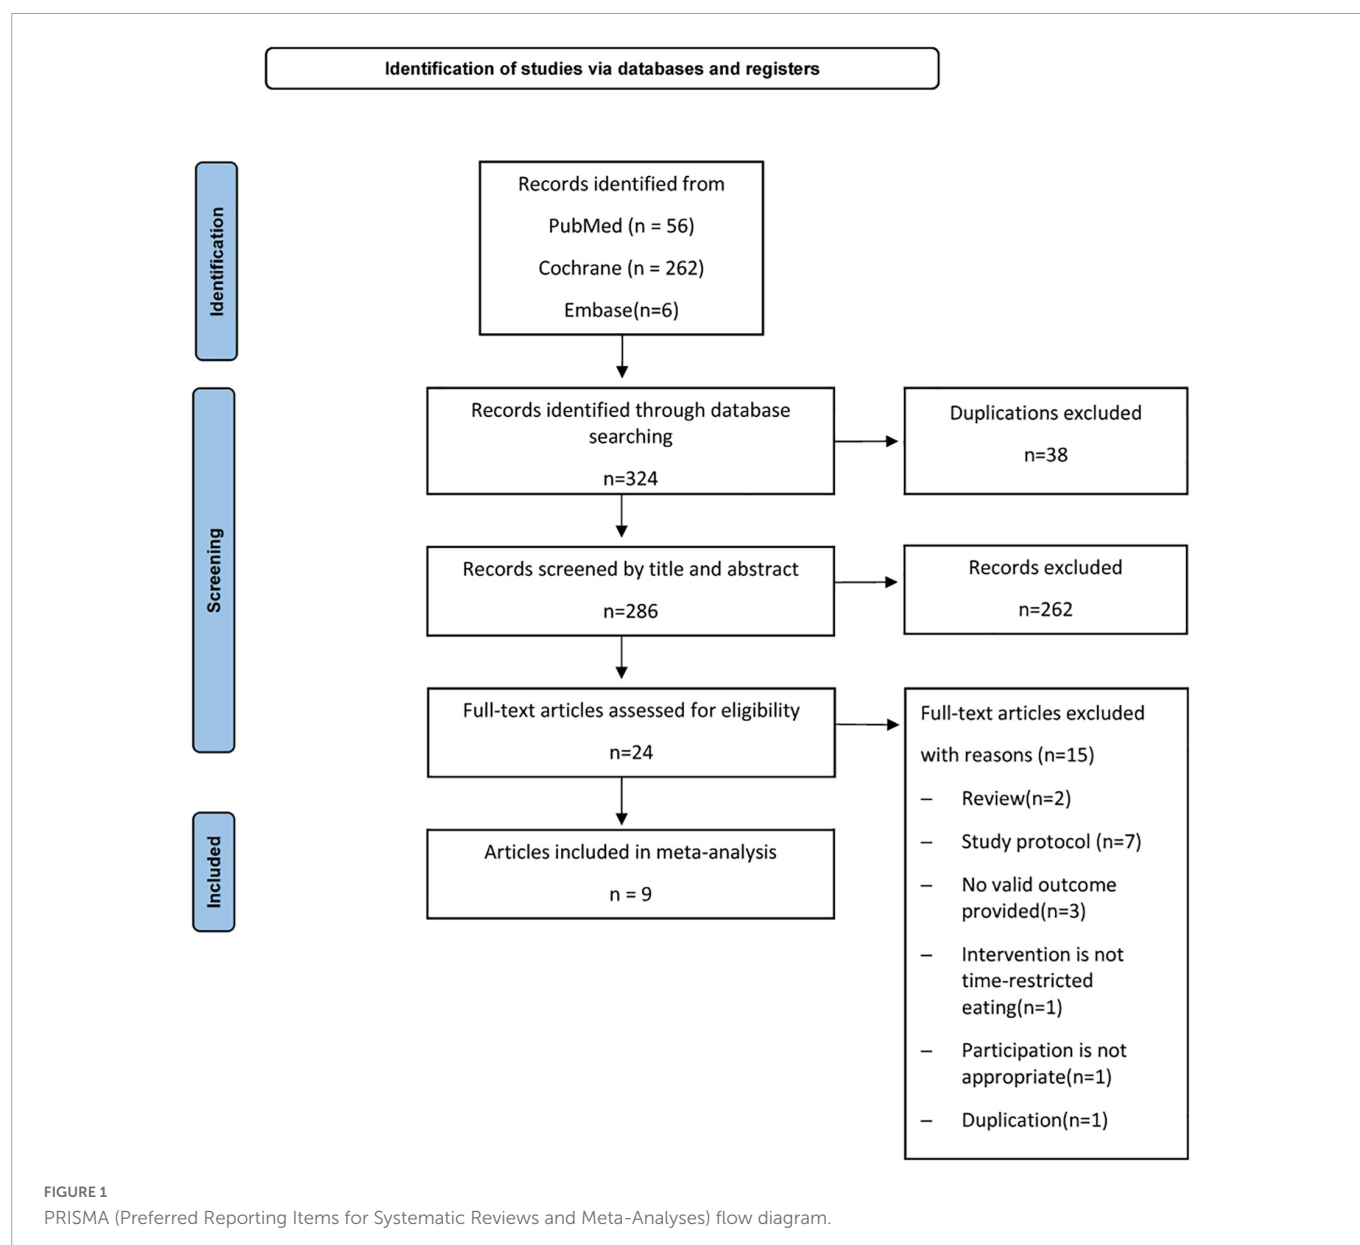 Identification of studies via databases and registers
Identification
Records identified from
PubMed (n = 56)
Cochrane (n = 262)
Embase(n=6)
Screening
Records identified through database
searching
n=324
Duplications excluded
n=38
Records screened by title and abstract
n=286
Records excluded
n=262
Full-text articles assessed for eligibility
n=24
Full-text articles excluded
with reasons (n=15)
– Review(n=2)
– Study protocol (n=7)
– No valid outcome
provided(n=3)
– Intervention is not
time-restricted
eating(n=1)
– Participation is not
appropriate(n=1)
– Duplication(n=1)
Included
Articles included in meta-analysis
n = 9
FIGURE 1
PRISMA (Preferred Reporting Items for Systematic Reviews and Meta-Analyses) flow diagram.